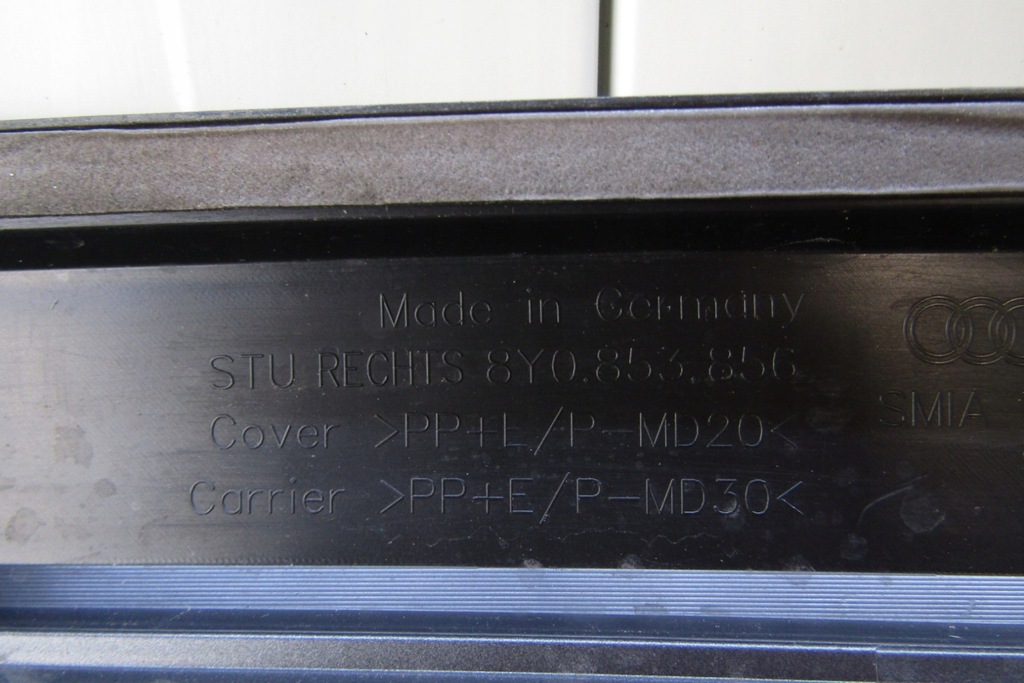 Made in Germany
STU RECHTS 8Y0.853.856
Cover >PP+E/P-MD20<
SMIA
Carrier >PP+E/P-MD30<